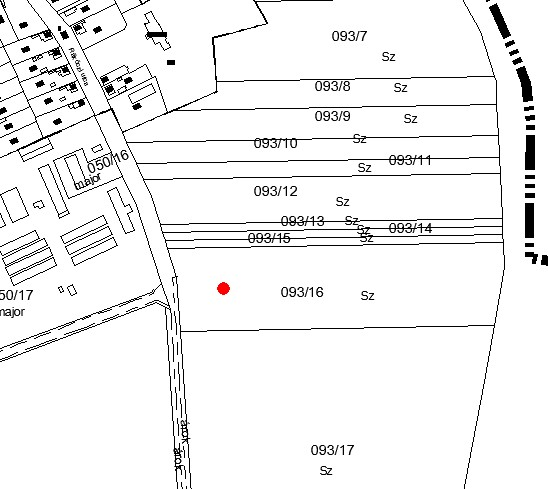 093/7
Sz
093/8
Sz
093/9
Sz
093/10
Sz
093/11
Sz
050/16
major
093/12
Sz
093/13
Sz
093/14
Sz
093/15
Sz
50/17
major
093/16
Sz
árok
árok
093/17
Sz